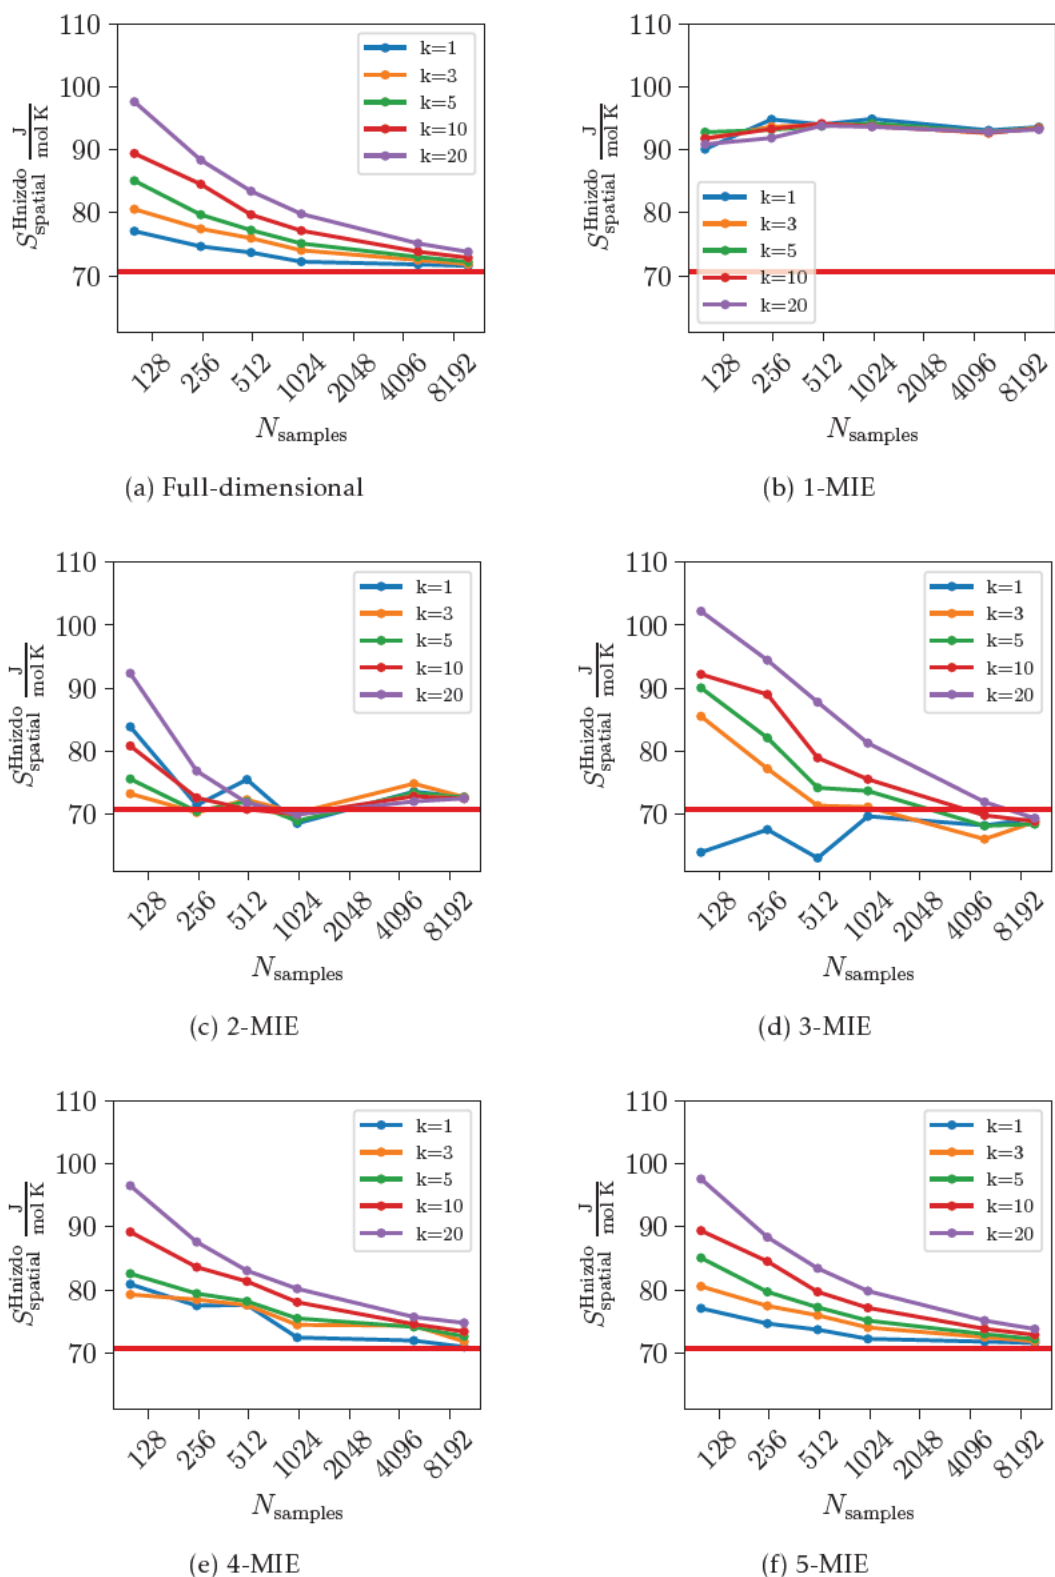 110
100
90
80
70
S^Hnizdo_spatial J/mol K
k=1
k=3
k=5
k=10
k=20
128 256 512 1024 2048 4096 8192
N_samples
(a) Full-dimensional
110
100
90
80
70
S^Hnizdo_spatial J/mol K
k=1
k=3
k=5
k=10
k=20
128 256 512 1024 2048 4096 8192
N_samples
(b) 1-MIE
110
100
90
80
70
S^Hnizdo_spatial J/mol K
k=1
k=3
k=5
k=10
k=20
128 256 512 1024 2048 4096 8192
N_samples
(c) 2-MIE
110
100
90
80
70
S^Hnizdo_spatial J/mol K
k=1
k=3
k=5
k=10
k=20
128 256 512 1024 2048 4096 8192
N_samples
(d) 3-MIE
110
100
90
80
70
S^Hnizdo_spatial J/mol K
k=1
k=3
k=5
k=10
k=20
128 256 512 1024 2048 4096 8192
N_samples
(e) 4-MIE
110
100
90
80
70
S^Hnizdo_spatial J/mol K
k=1
k=3
k=5
k=10
k=20
128 256 512 1024 2048 4096 8192
N_samples
(f) 5-MIE